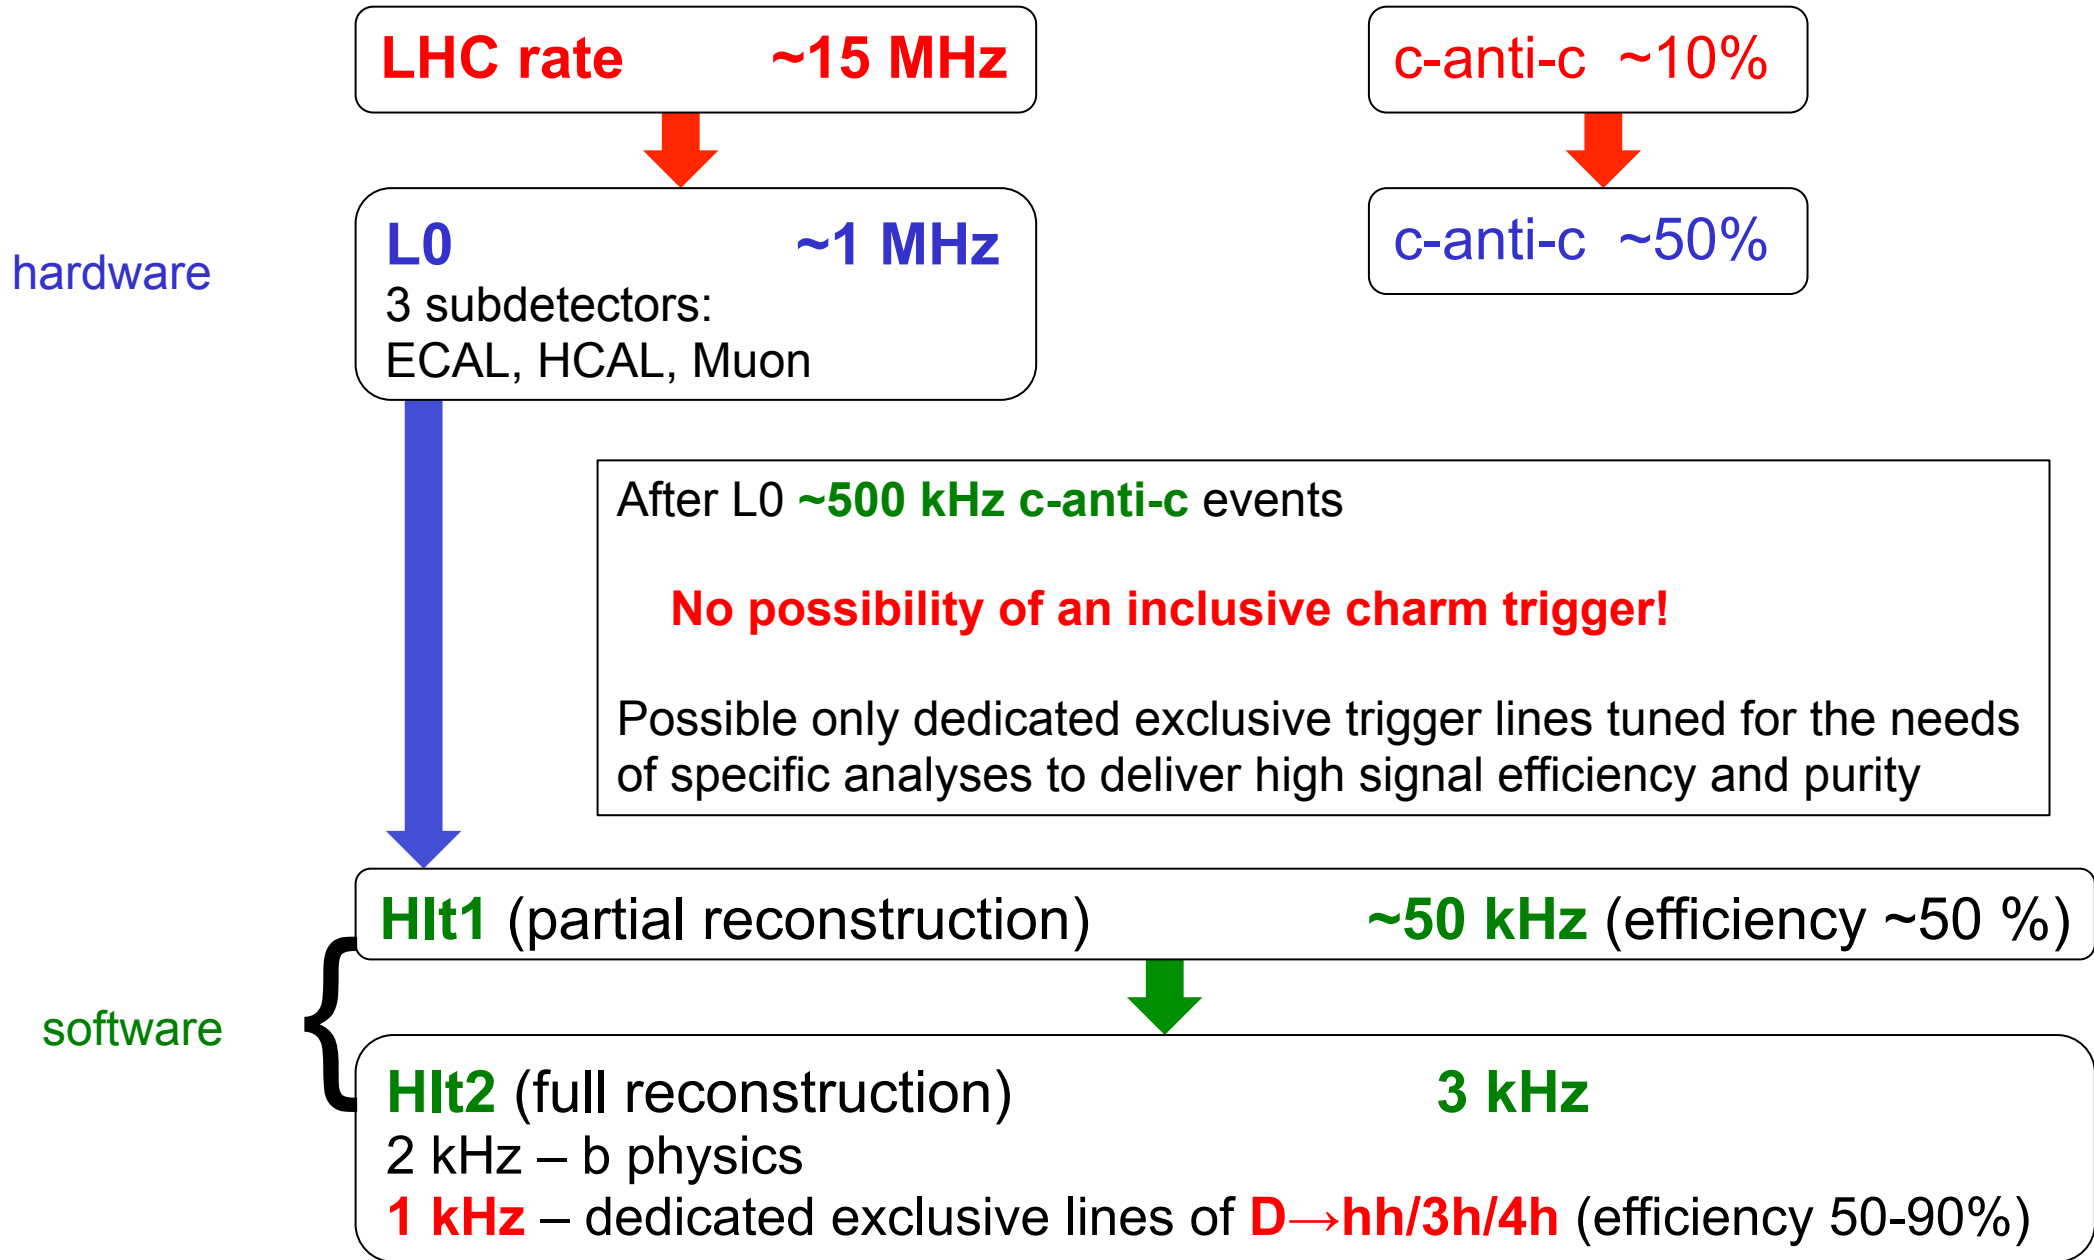 LHC rate ~15 MHz
c-anti-c ~10%
hardware
L0 ~1 MHz
3 subdetectors:
ECAL, HCAL, Muon
c-anti-c ~50%
After L0 ~500 kHz c-anti-c events
No possibility of an inclusive charm trigger!
Possible only dedicated exclusive trigger lines tuned for the needs
of specific analyses to deliver high signal efficiency and purity
software
Hlt1 (partial reconstruction) ~50 kHz (efficiency ~50 %)
Hlt2 (full reconstruction) 3 kHz
2 kHz – b physics
1 kHz – dedicated exclusive lines of D→hh/3h/4h (efficiency 50-90%)